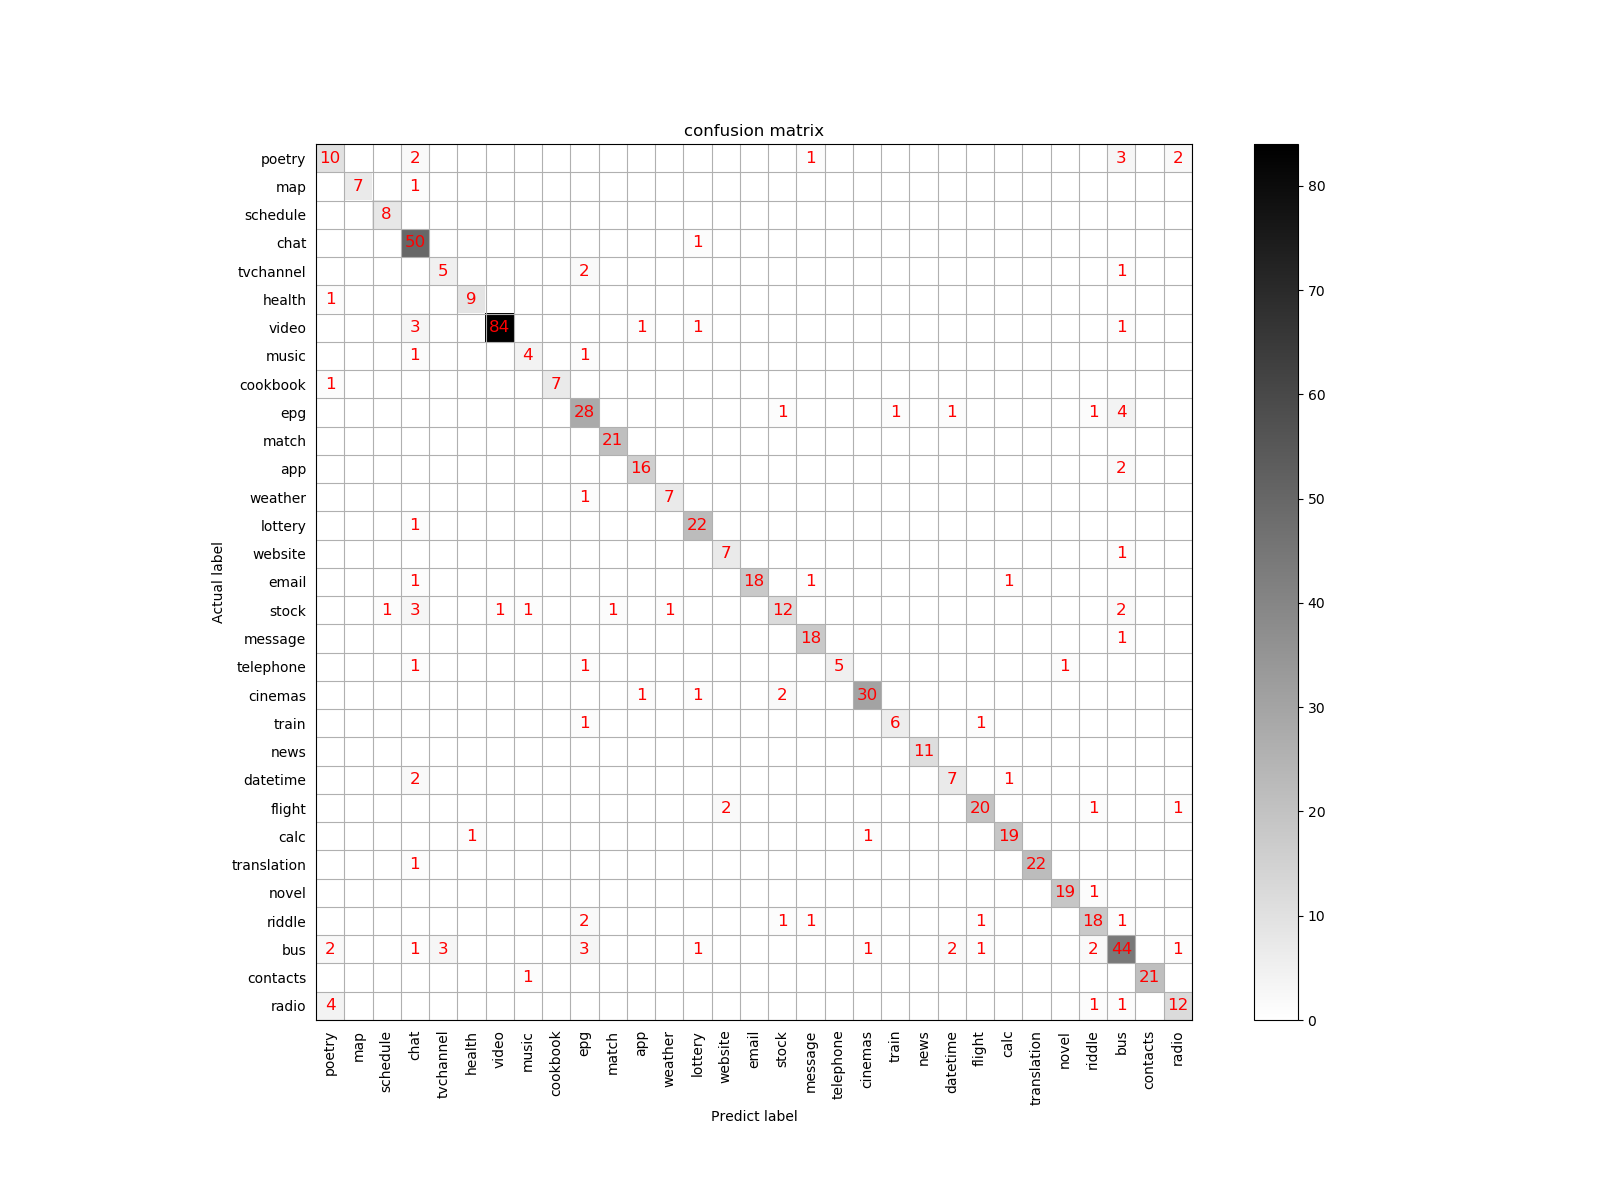 confusion matrix
poetry 10 2 1 3 2
map 7 1
schedule 8
chat 50 1
tvchannel 5 2 1
health 1 9
video 3 84 1 1 1
music 1 4 1
cookbook 1 7
epg 28 1 1 1 1 4
match 21
app 16 2
weather 1 7
lottery 1 22
website 7 1
email 1 18 1 1
stock 1 3 1 1 1 1 12 2
message 18 1
telephone 1 1 5 1
cinemas 1 1 2 30
train 1 6 1
news 11
datetime 2 7 1
flight 2 20 1 1
calc 1 1 19
translation 1 22
novel 19 1
riddle 2 1 1 1 18 1
bus 2 1 3 3 1 1 2 1 2 44 1
contacts 1 21
radio 4 1 1 12
Actual label
poetry map schedule chat tvchannel health video music cookbook epg match app weather lottery website email stock message telephone cinemas train news datetime flight calc translation novel riddle bus contacts radio
Predict label
80
70
60
50
40
30
20
10
0